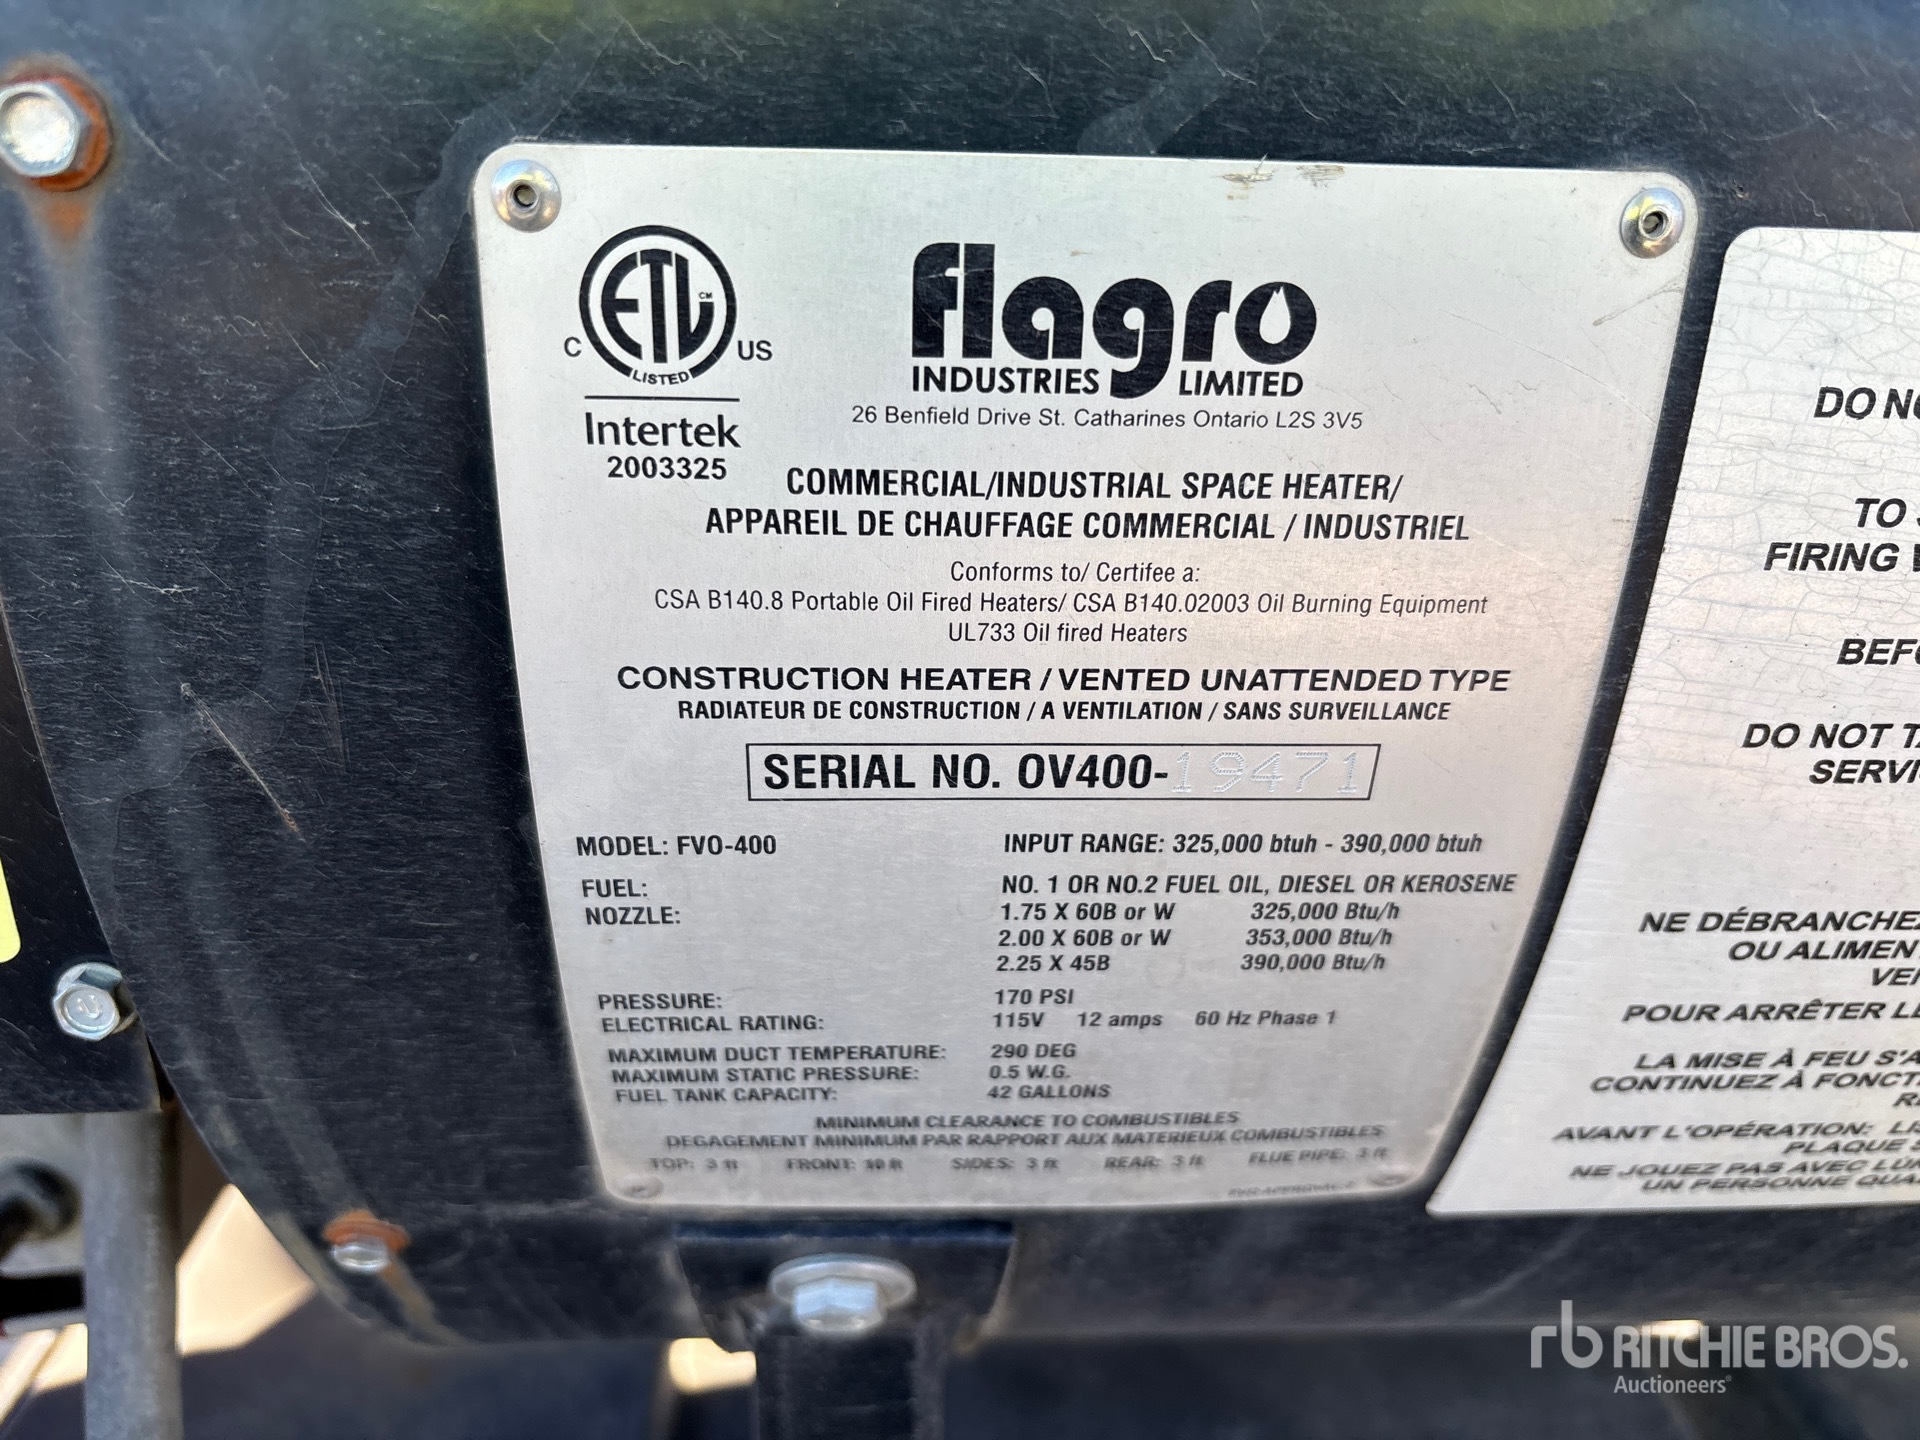 C ETL CM US
LISTED
Intertek
2003325
flagro
INDUSTRIES LIMITED
26 Benfield Drive St. Catharines Ontario L2S 3V5
COMMERCIAL/INDUSTRIAL SPACE HEATER/
APPAREIL DE CHAUFFAGE COMMERCIAL / INDUSTRIEL
Conforms to/ Certifee a:
CSA B140.8 Portable Oil Fired Heaters/ CSA B140.02003 Oil Burning Equipment
UL733 Oil fired Heaters
CONSTRUCTION HEATER / VENTED UNATTENDED TYPE
RADIATEUR DE CONSTRUCTION / A VENTILATION / SANS SURVEILLANCE
SERIAL NO. OV400-19471
MODEL: FVO-400 INPUT RANGE: 325,000 btuh - 390,000 btuh
FUEL: NO. 1 OR NO.2 FUEL OIL, DIESEL OR KEROSENE
NOZZLE: 1.75 X 60B or W 325,000 Btu/h
2.00 X 60B or W 353,000 Btu/h
2.25 X 45B 390,000 Btu/h
PRESSURE: 170 PSI
ELECTRICAL RATING: 115V 12 amps 60 Hz Phase 1
MAXIMUM DUCT TEMPERATURE: 290 DEG
MAXIMUM STATIC PRESSURE: 0.5 W.G.
FUEL TANK CAPACITY: 42 GALLONS
MINIMUM CLEARANCE TO COMBUSTIBLES
DEGAGEMENT MINIMUM PAR RAPPORT AUX MATERIEUX COMBUSTIBLES
TOP: 3 ft FRONT: 10 ft SIDES: 3 ft REAR: 3 ft FLUE PIPE: 3 ft
DO
TO
FIRING
DO NOT
NE DÉBRANCHEZ
OU
POUR ARRÊTER
LA MISE À FEU
CONTINUEZ À
AVANT L'OPÉRATION:
PLAQUE
NE JOUEZ PAS AVEC
UN PERSONNE
rb RITCHIE BROS.
Auctioneers